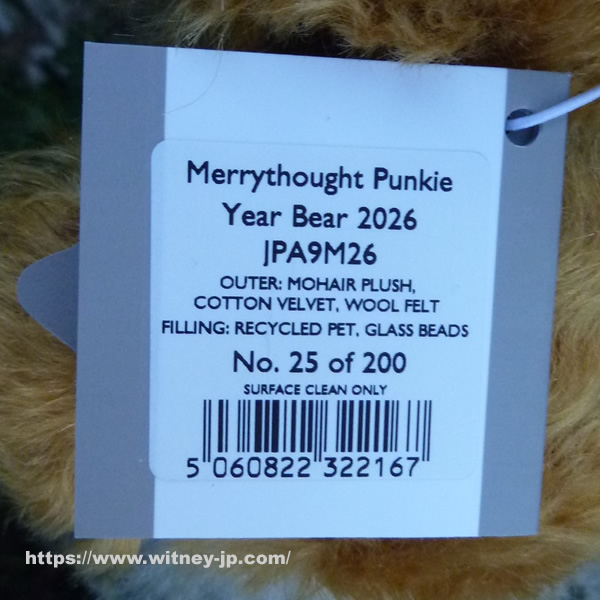 Merrythought Punkie
Year Bear 2026
JPA9M26
OUTER: MOHAIR PLUSH,
COTTON VELVET, WOOL FELT
FILLING: RECYCLED PET, GLASS BEADS
No. 25 of 200
SURFACE CLEAN ONLY
5 060822 322167
https://www.witney-jp.com/